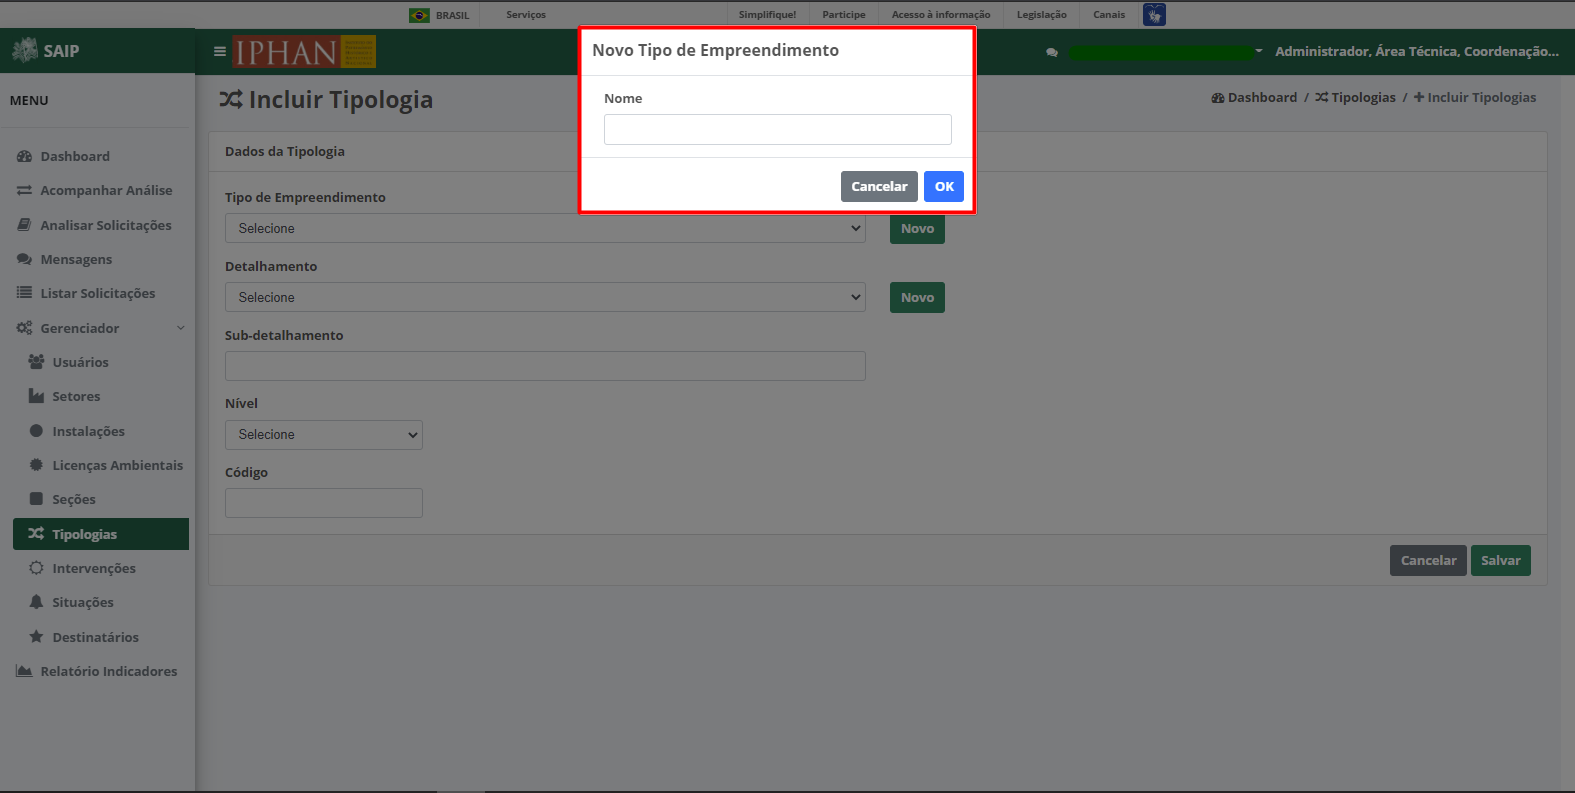 BRASIL Serviços Simplifique! Participe Acesso à informação Legislação Canais
SAIP
IPHAN
Administrador, Área Técnica, Coordenação...
MENU
Dashboard
Acompanhar Análise
Analisar Solicitações
Mensagens
Listar Solicitações
Gerenciador
Usuários
Setores
Instalações
Licenças Ambientais
Seções
Tipologias
Intervenções
Situações
Destinatários
Relatório Indicadores
Incluir Tipologia
Dashboard / Tipologias / Incluir Tipologias
Dados da Tipologia
Tipo de Empreendimento
Selecione Novo
Detalhamento
Selecione Novo
Sub-detalhamento
Nível
Selecione
Código
Cancelar Salvar
Novo Tipo de Empreendimento
Nome
Cancelar OK